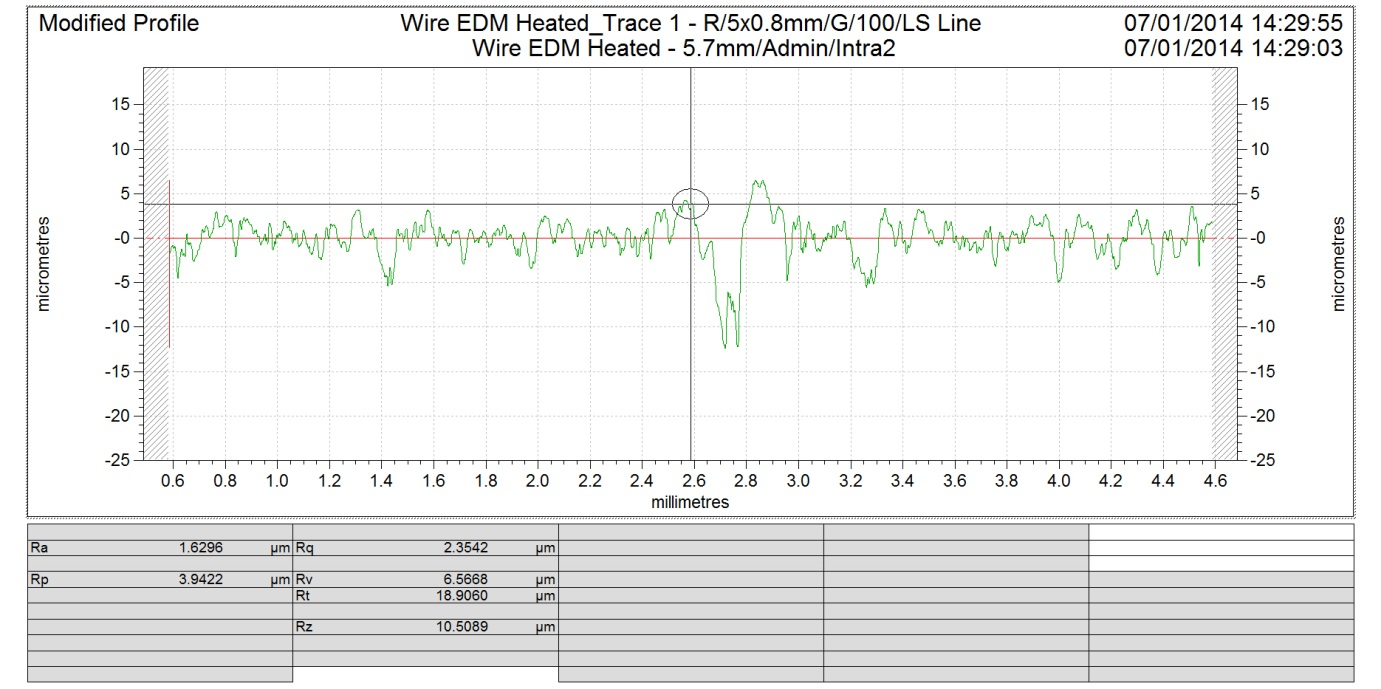 Modified Profile
Wire EDM Heated_Trace 1 - R/5x0.8mm/G/100/LS Line
07/01/2014 14:29:55
Wire EDM Heated - 5.7mm/Admin/Intra2
07/01/2014 14:29:03
15 15
10 10
5 5
-0 -0
-5 -5
-10 -10
-15 -15
-20 -20
-25 -25
micrometres
micrometres
0.6 0.8 1.0 1.2 1.4 1.6 1.8 2.0 2.2 2.4 2.6 2.8 3.0 3.2 3.4 3.6 3.8 4.0 4.2 4.4 4.6
millimetres
Ra 1.6296 µm Rq 2.3542 µm
Rp 3.9422 µm Rv 6.5668 µm
Rt 18.9060 µm
Rz 10.5089 µm